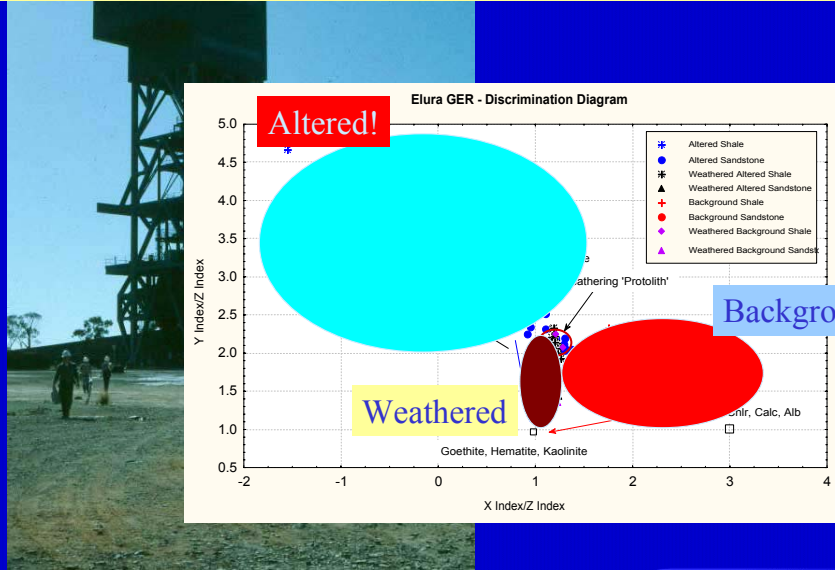 Elura GER - Discrimination Diagram
Altered!
5.0
4.5
4.0
3.5
3.0
2.5
2.0
1.5
1.0
0.5
Y Index/Z Index
Altered Shale
Altered Sandstone
Weathered Altered Shale
Weathered Altered Sandstone
Background Shale
Background Sandstone
Weathered Background Shale
Weathered Background Sandst
'Protolith'
Backgro
Weathered
Calc, Alb
Goethite, Hematite, Kaolinite
-2 -1 0 1 2 3 4
X Index/Z Index